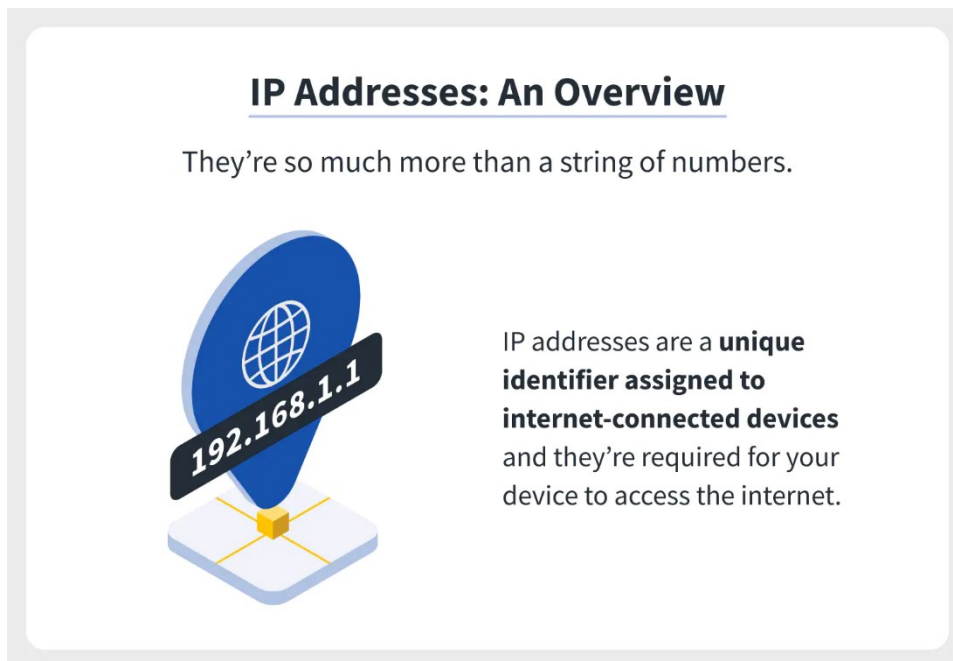 IP Addresses: An Overview
They’re so much more than a string of numbers.
192.168.1.1
IP addresses are a unique
identifier assigned to
internet-connected devices
and they’re required for your
device to access the internet.